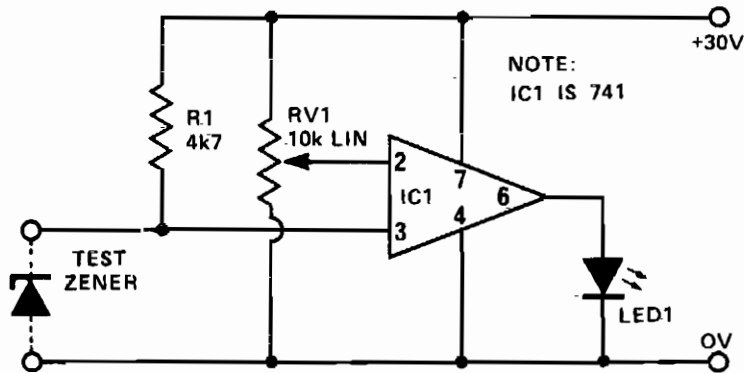 +30V
NOTE:
IC1 IS 741
R1
4k7
RV1
10k LIN
2
7
IC1
6
4
3
TEST
ZENER
LED1
0V